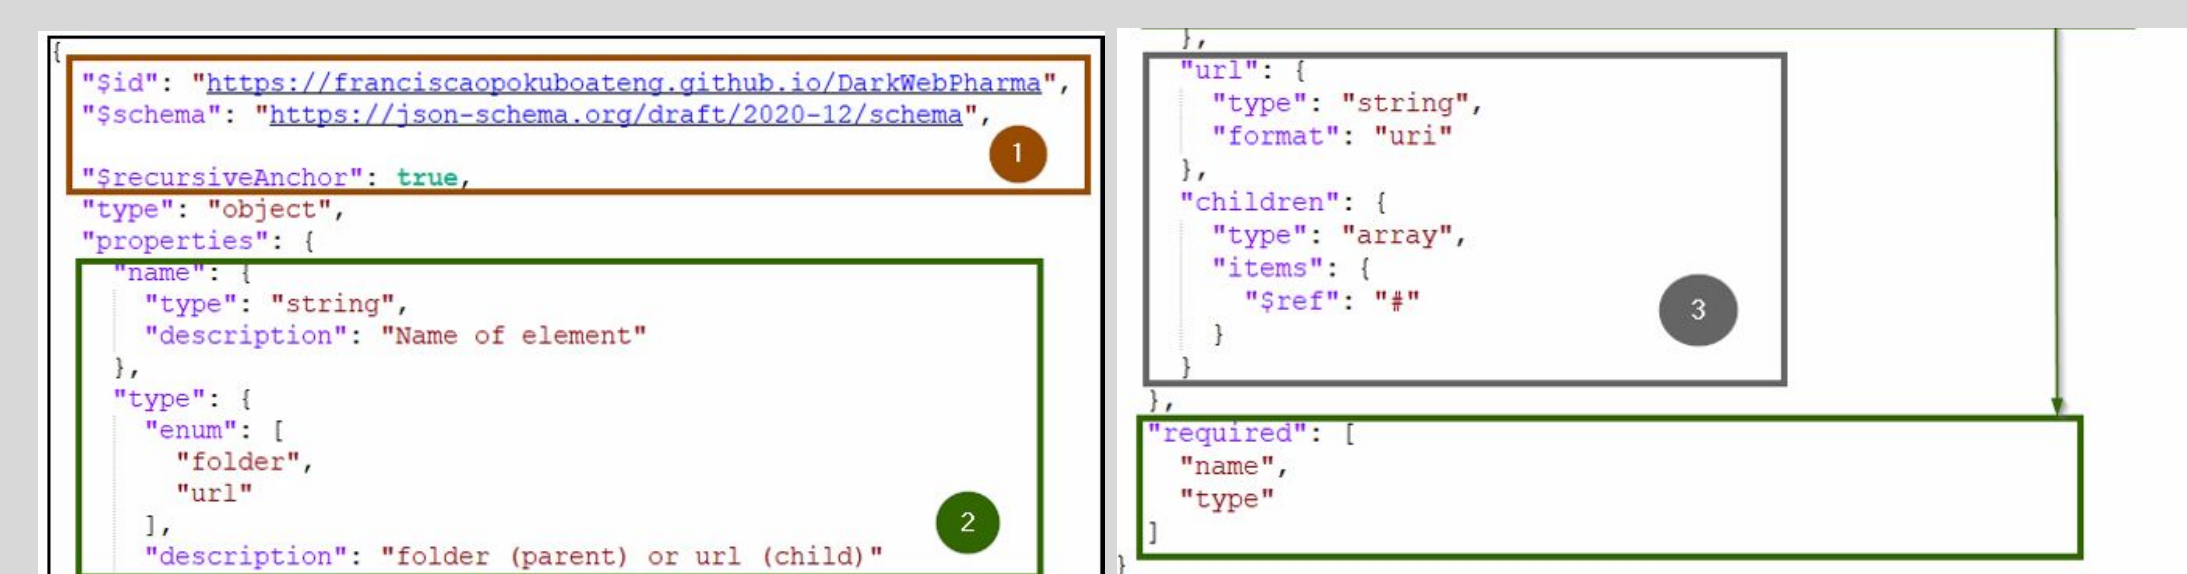 {
"$id": "https://franciscaopokuboateng.github.io/DarkWebPharma",
"$schema": "https://json-schema.org/draft/2020-12/schema",
1
"$recursiveAnchor": true,
"type": "object",
"properties": {
"name": {
"type": "string",
"description": "Name of element"
},
"type": {
"enum": [
"folder",
"url"
],
2
"description": "folder (parent) or url (child)"
},
"url": {
"type": "string",
"format": "uri"
},
"children": {
"type": "array",
"items": {
"$ref": "#"
3
}
}
},
"required": [
"name",
"type"
]
}